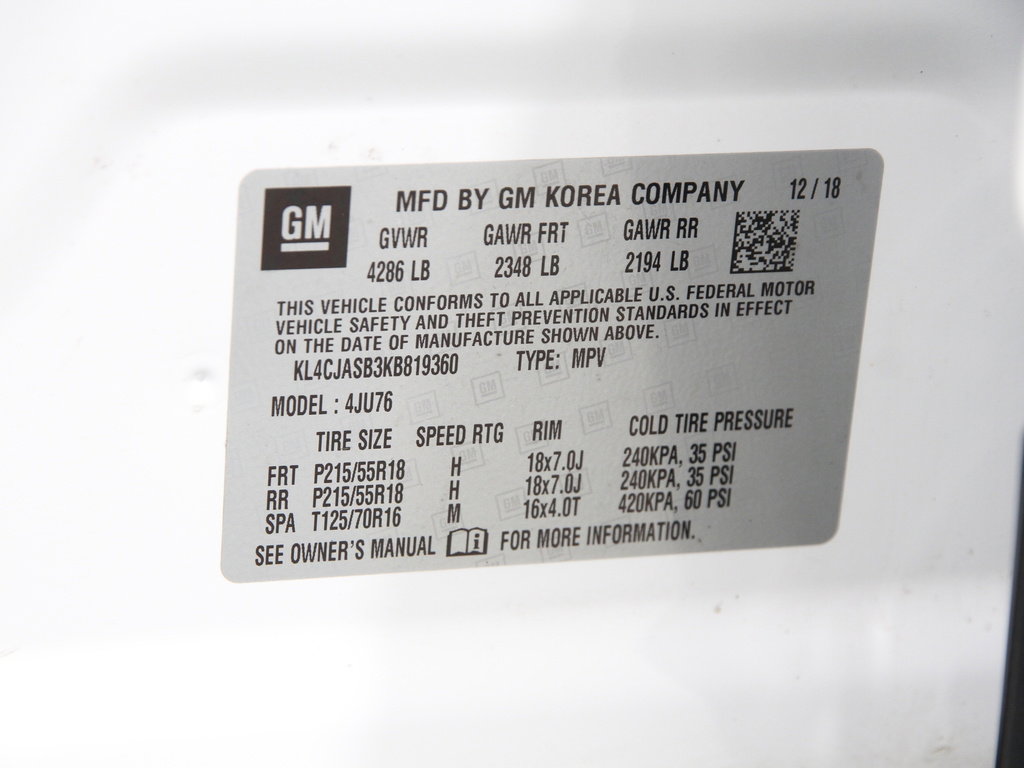 GM
MFD BY GM KOREA COMPANY 12 / 18
GVWR GAWR FRT GAWR RR
4286 LB 2348 LB 2194 LB
THIS VEHICLE CONFORMS TO ALL APPLICABLE U.S. FEDERAL MOTOR
VEHICLE SAFETY AND THEFT PREVENTION STANDARDS IN EFFECT
ON THE DATE OF MANUFACTURE SHOWN ABOVE.
KL4CJASB3KB819360 TYPE: MPV
MODEL : 4JU76
TIRE SIZE SPEED RTG RIM COLD TIRE PRESSURE
FRT P215/55R18 H 18x7.0J 240KPA, 35 PSI
RR P215/55R18 H 18x7.0J 240KPA, 35 PSI
SPA T125/70R16 M 16x4.0T 420KPA, 60 PSI
SEE OWNER'S MANUAL i FOR MORE INFORMATION.